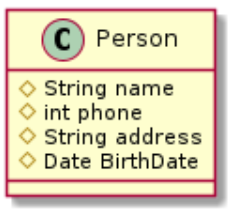 C Person
String name
int phone
String address
Date BirthDate